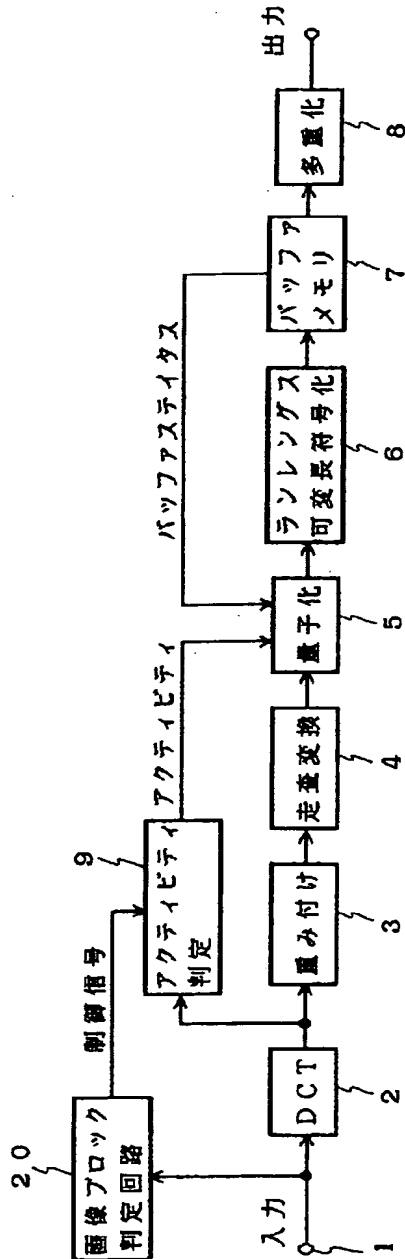 20
画像ブロック
判定回路
制御信号
9
アクティビティ
判定
アクティビティ
バッファステイタス
入力
1
DCT
2
重み付け
3
走査変換
4
量子化
5
ランレングス
可変長符号化
6
バッファ
メモリ
7
多重化
8
出力